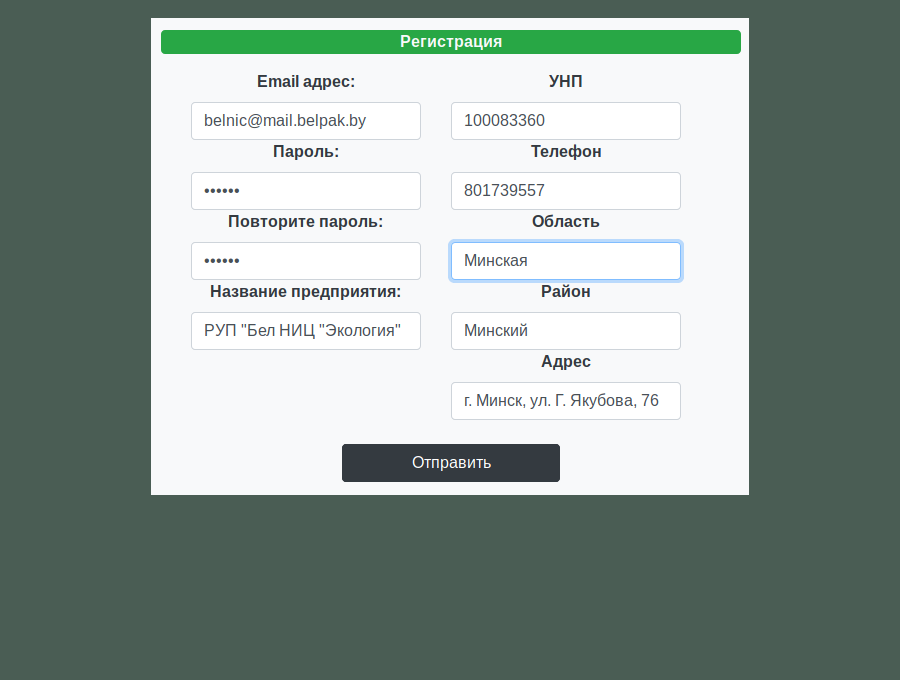 Регистрация
Email адрес:
belnic@mail.belpak.by
Пароль:
••••••
Повторите пароль:
••••••
Название предприятия:
РУП "Бел НИЦ "Экология"
УНП
100083360
Телефон
801739557
Область
Минская
Район
Минский
Адрес
г. Минск, ул. Г. Якубова, 76
Отправить